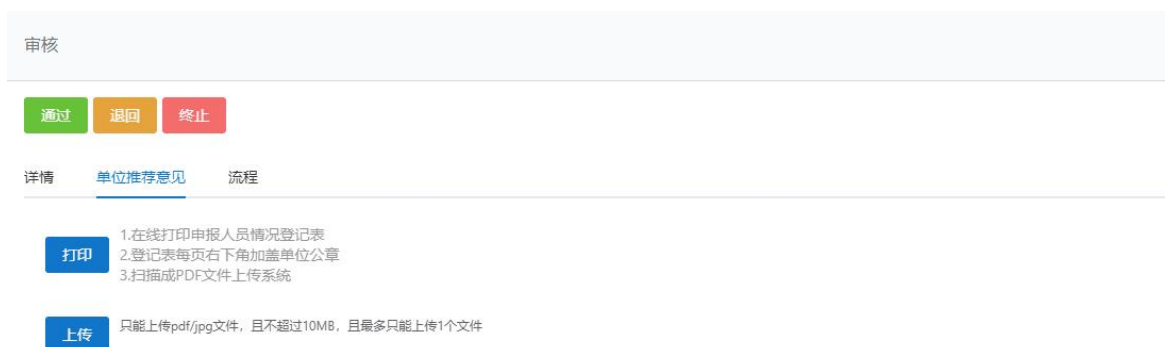 审核
通过 退回 终止
详情 单位推荐意见 流程
1.在线打印申报人员情况登记表
打印 2.登记表每页右下角加盖单位公章
3.扫描成PDF文件上传系统
上传 只能上传pdf/jpg文件，且不超过10MB，且最多只能上传1个文件